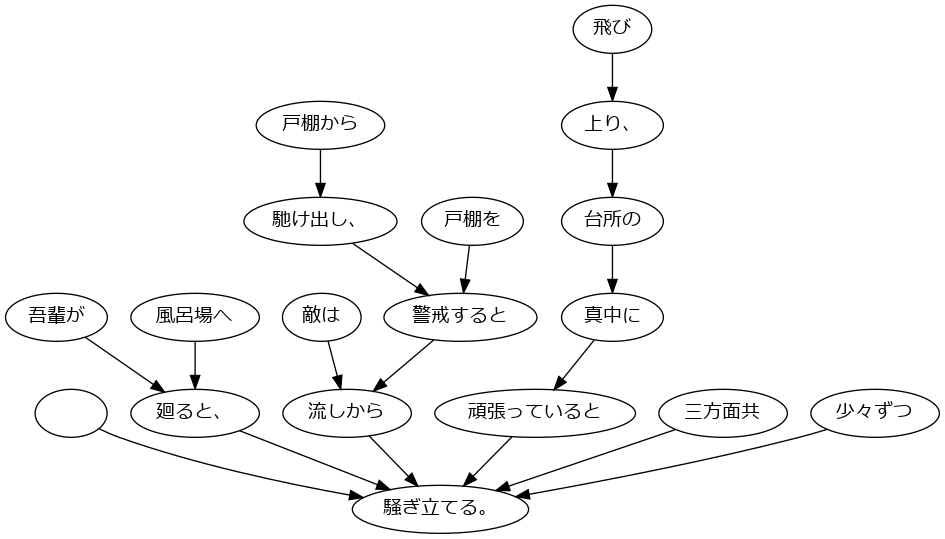 飛び
戸棚から
上り、
馳け出し、
戸棚を
台所の
吾輩が
風呂場へ
敵は
警戒すると
真中に
廻ると、
流しから
頑張っていると
三方面共
少々ずつ
騒ぎ立てる。